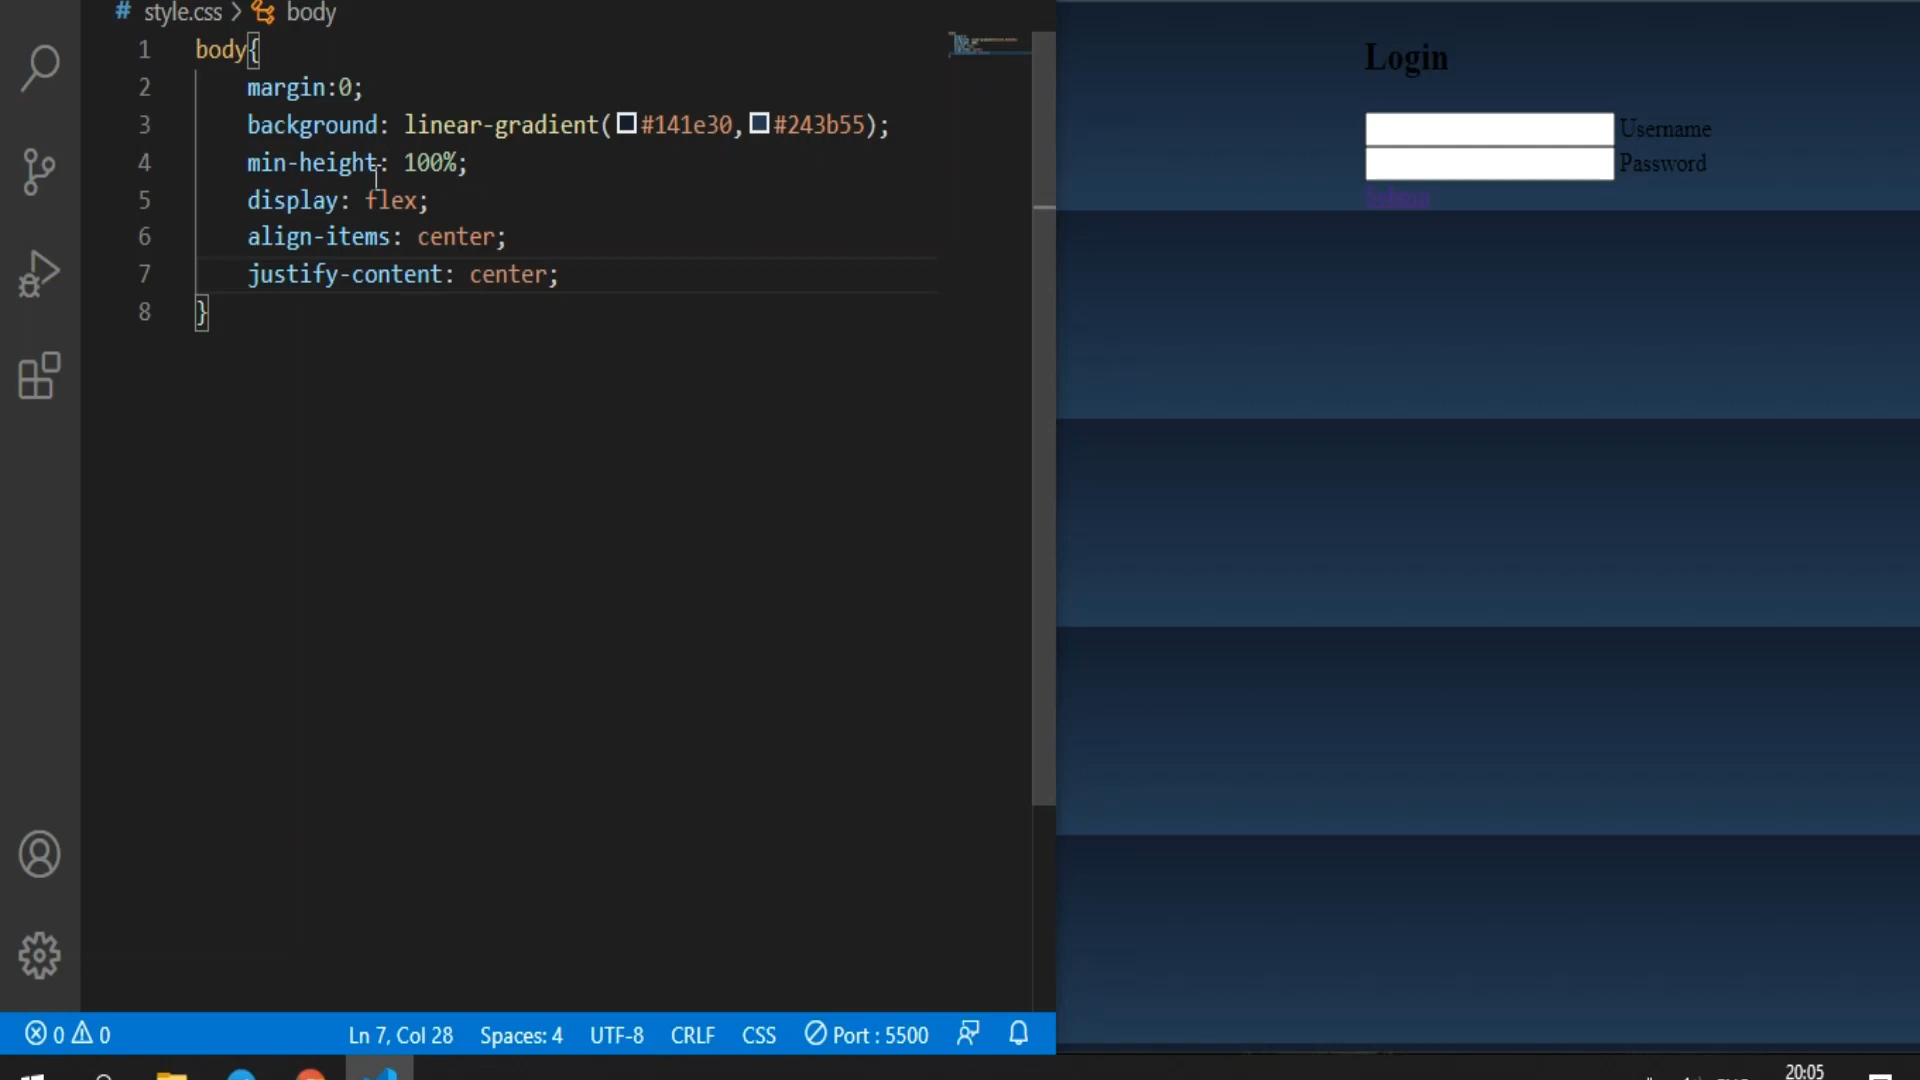 # style.css > body
1 body{
2 margin:0;
3 background: linear-gradient(#141e30,#243b55);
4 min-height: 100%;
5 display: flex;
6 align-items: center;
7 justify-content: center;
8 }
Login
Username
Password
Submit
0 0 Ln 7, Col 28 Spaces: 4 UTF-8 CRLF CSS Port : 5500
20:05